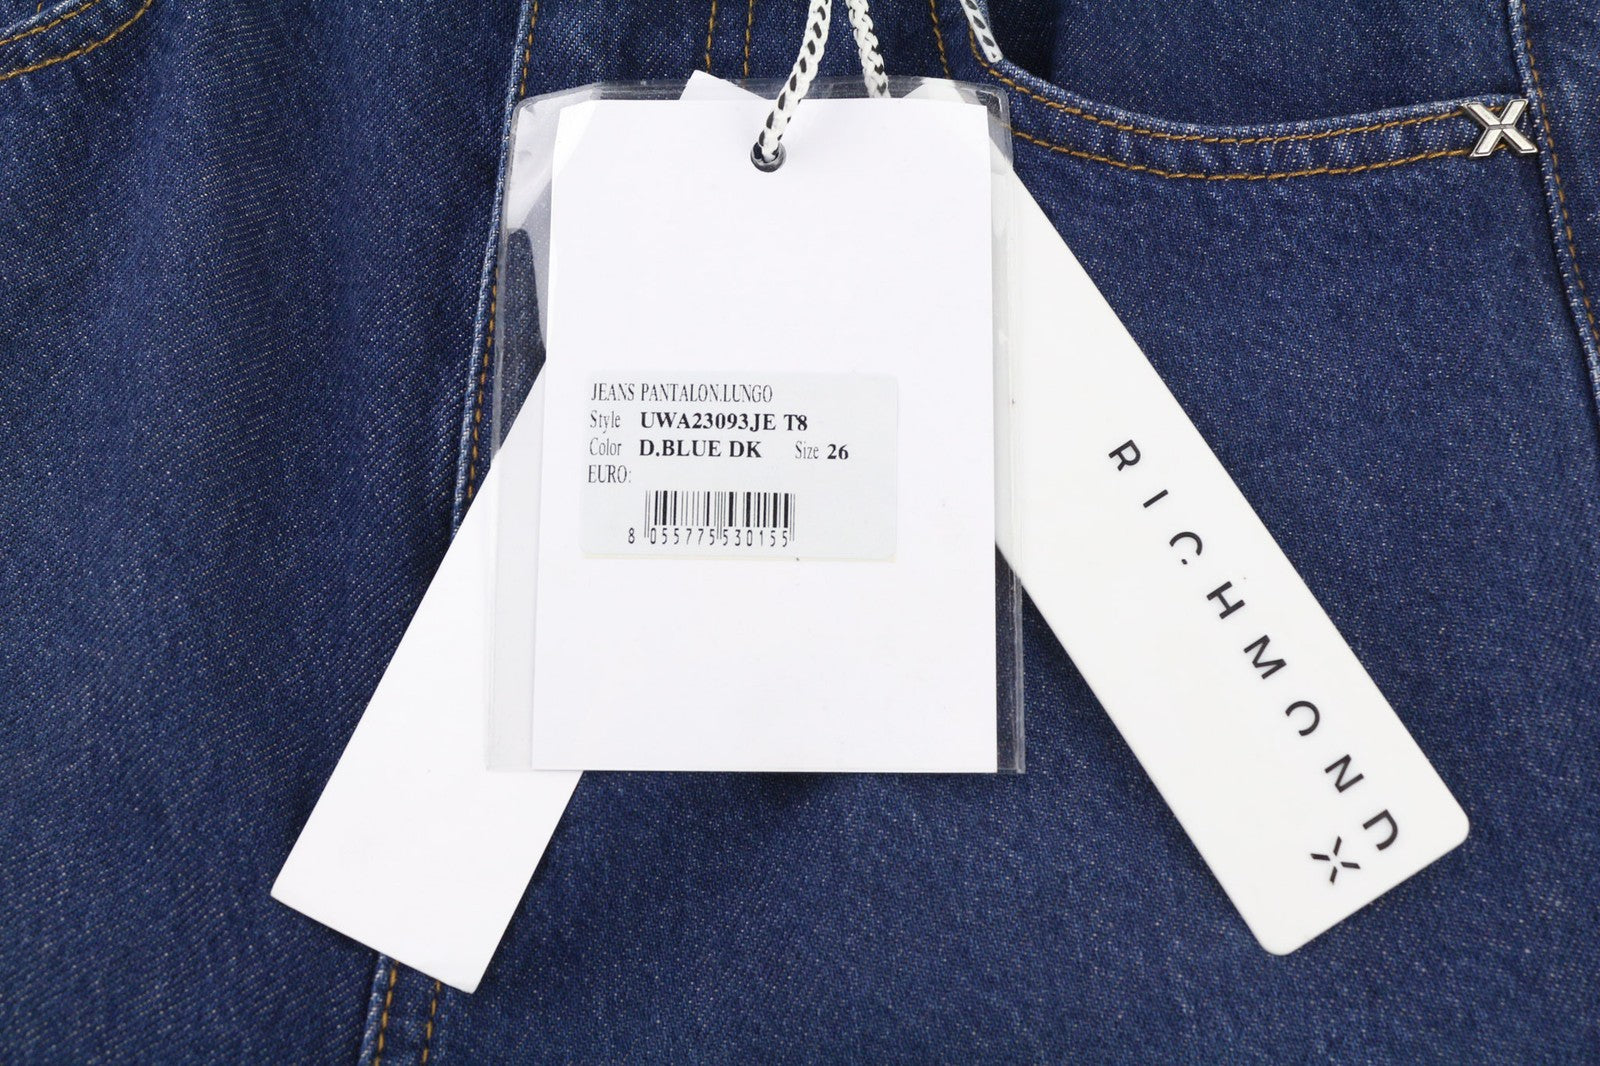 JEANS PANTALON.LUNGO
Style UWA23093JE T8
Color D.BLUE DK Size 26
EURO:
8 055775 530155
RICHMOND
X